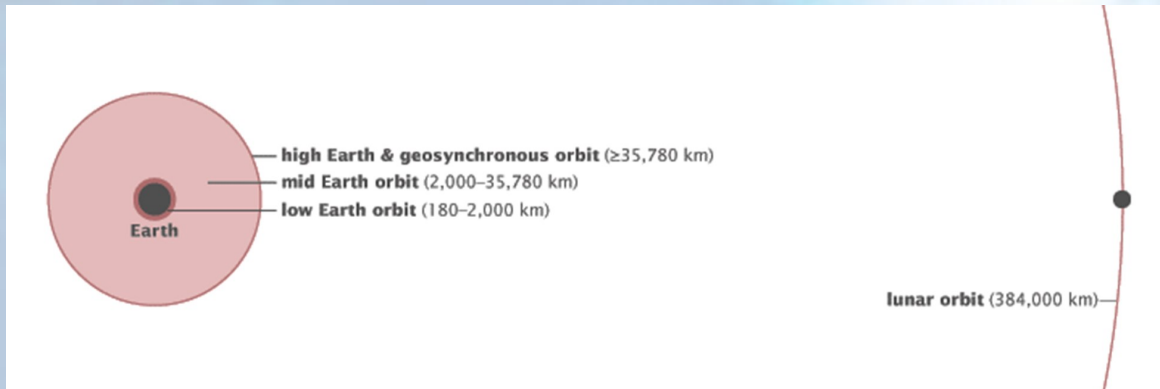 high Earth & geosynchronous orbit (≥35,780 km)
mid Earth orbit (2,000–35,780 km)
low Earth orbit (180–2,000 km)
Earth
lunar orbit (384,000 km)